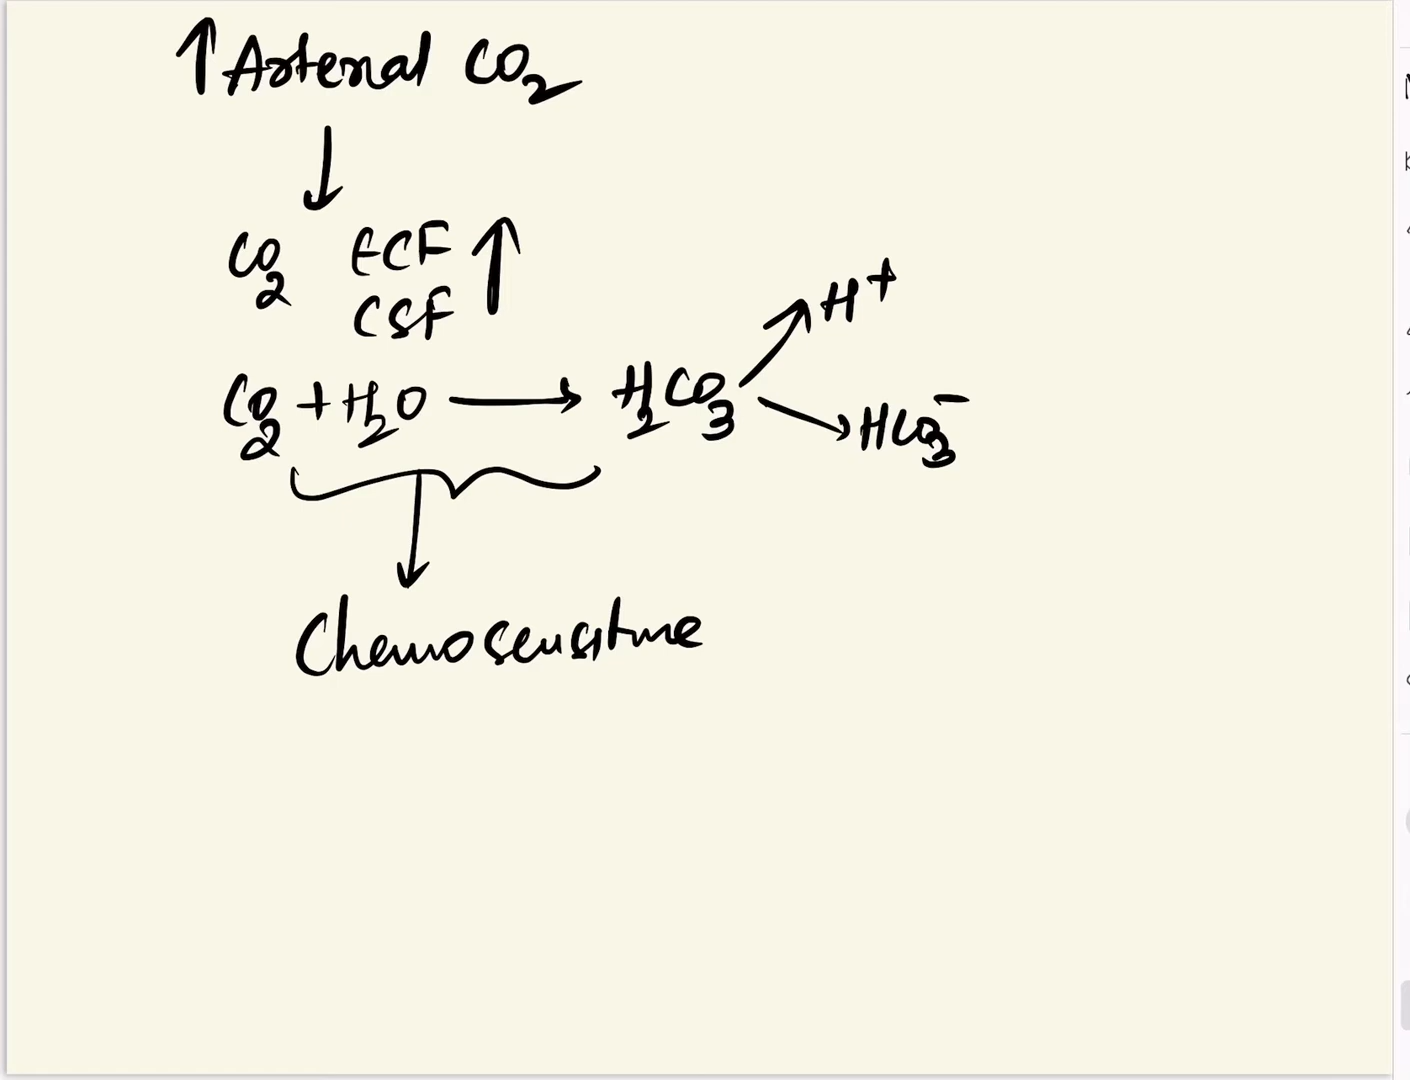 ↑ Arterial CO₂
↓
CO₂ ECF ↑
CSF
CO₂ + H₂O → H₂CO₃
H⁺
HCO₃⁻
Chemosensitive